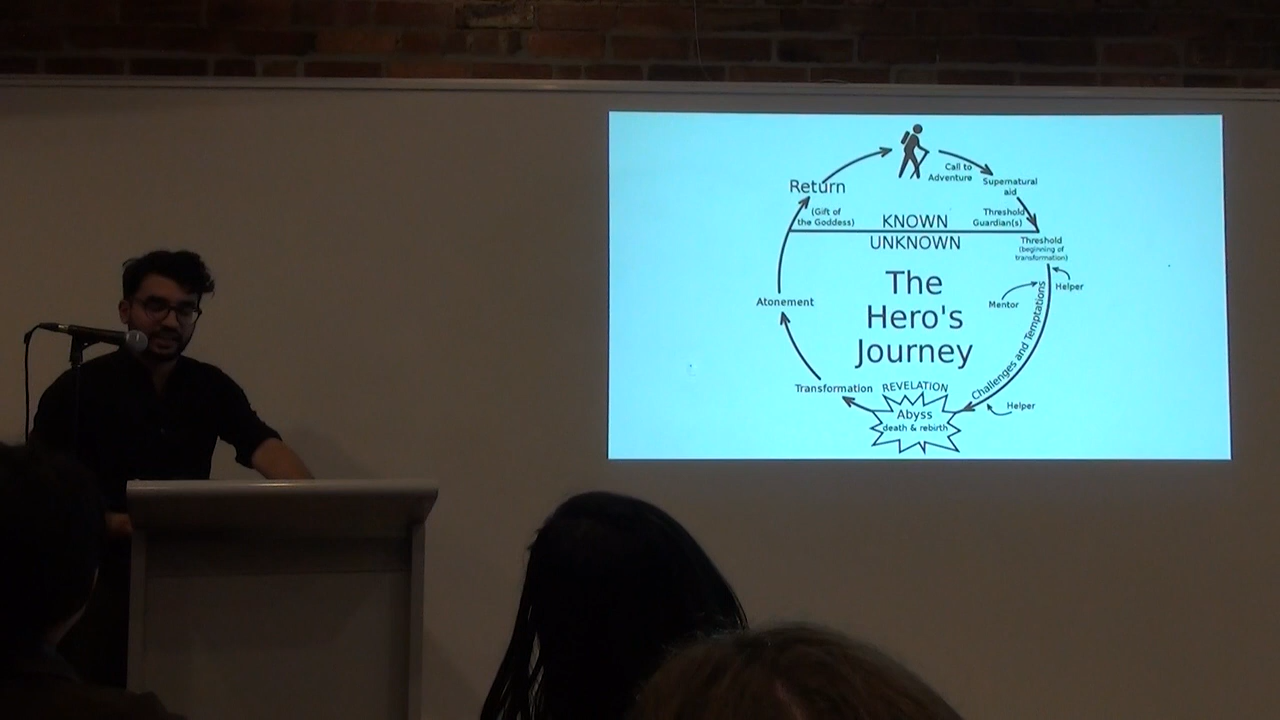 Call to
Adventure
Supernatural
aid
Return
(Gift of
the Goddess)
KNOWN
Threshold
Guardian(s)
UNKNOWN
Threshold
(beginning of
transformation)
The
Hero's
Journey
Helper
Mentor
Atonement
Challenges and Temptations
Transformation
REVELATION
Helper
Abyss
death & rebirth